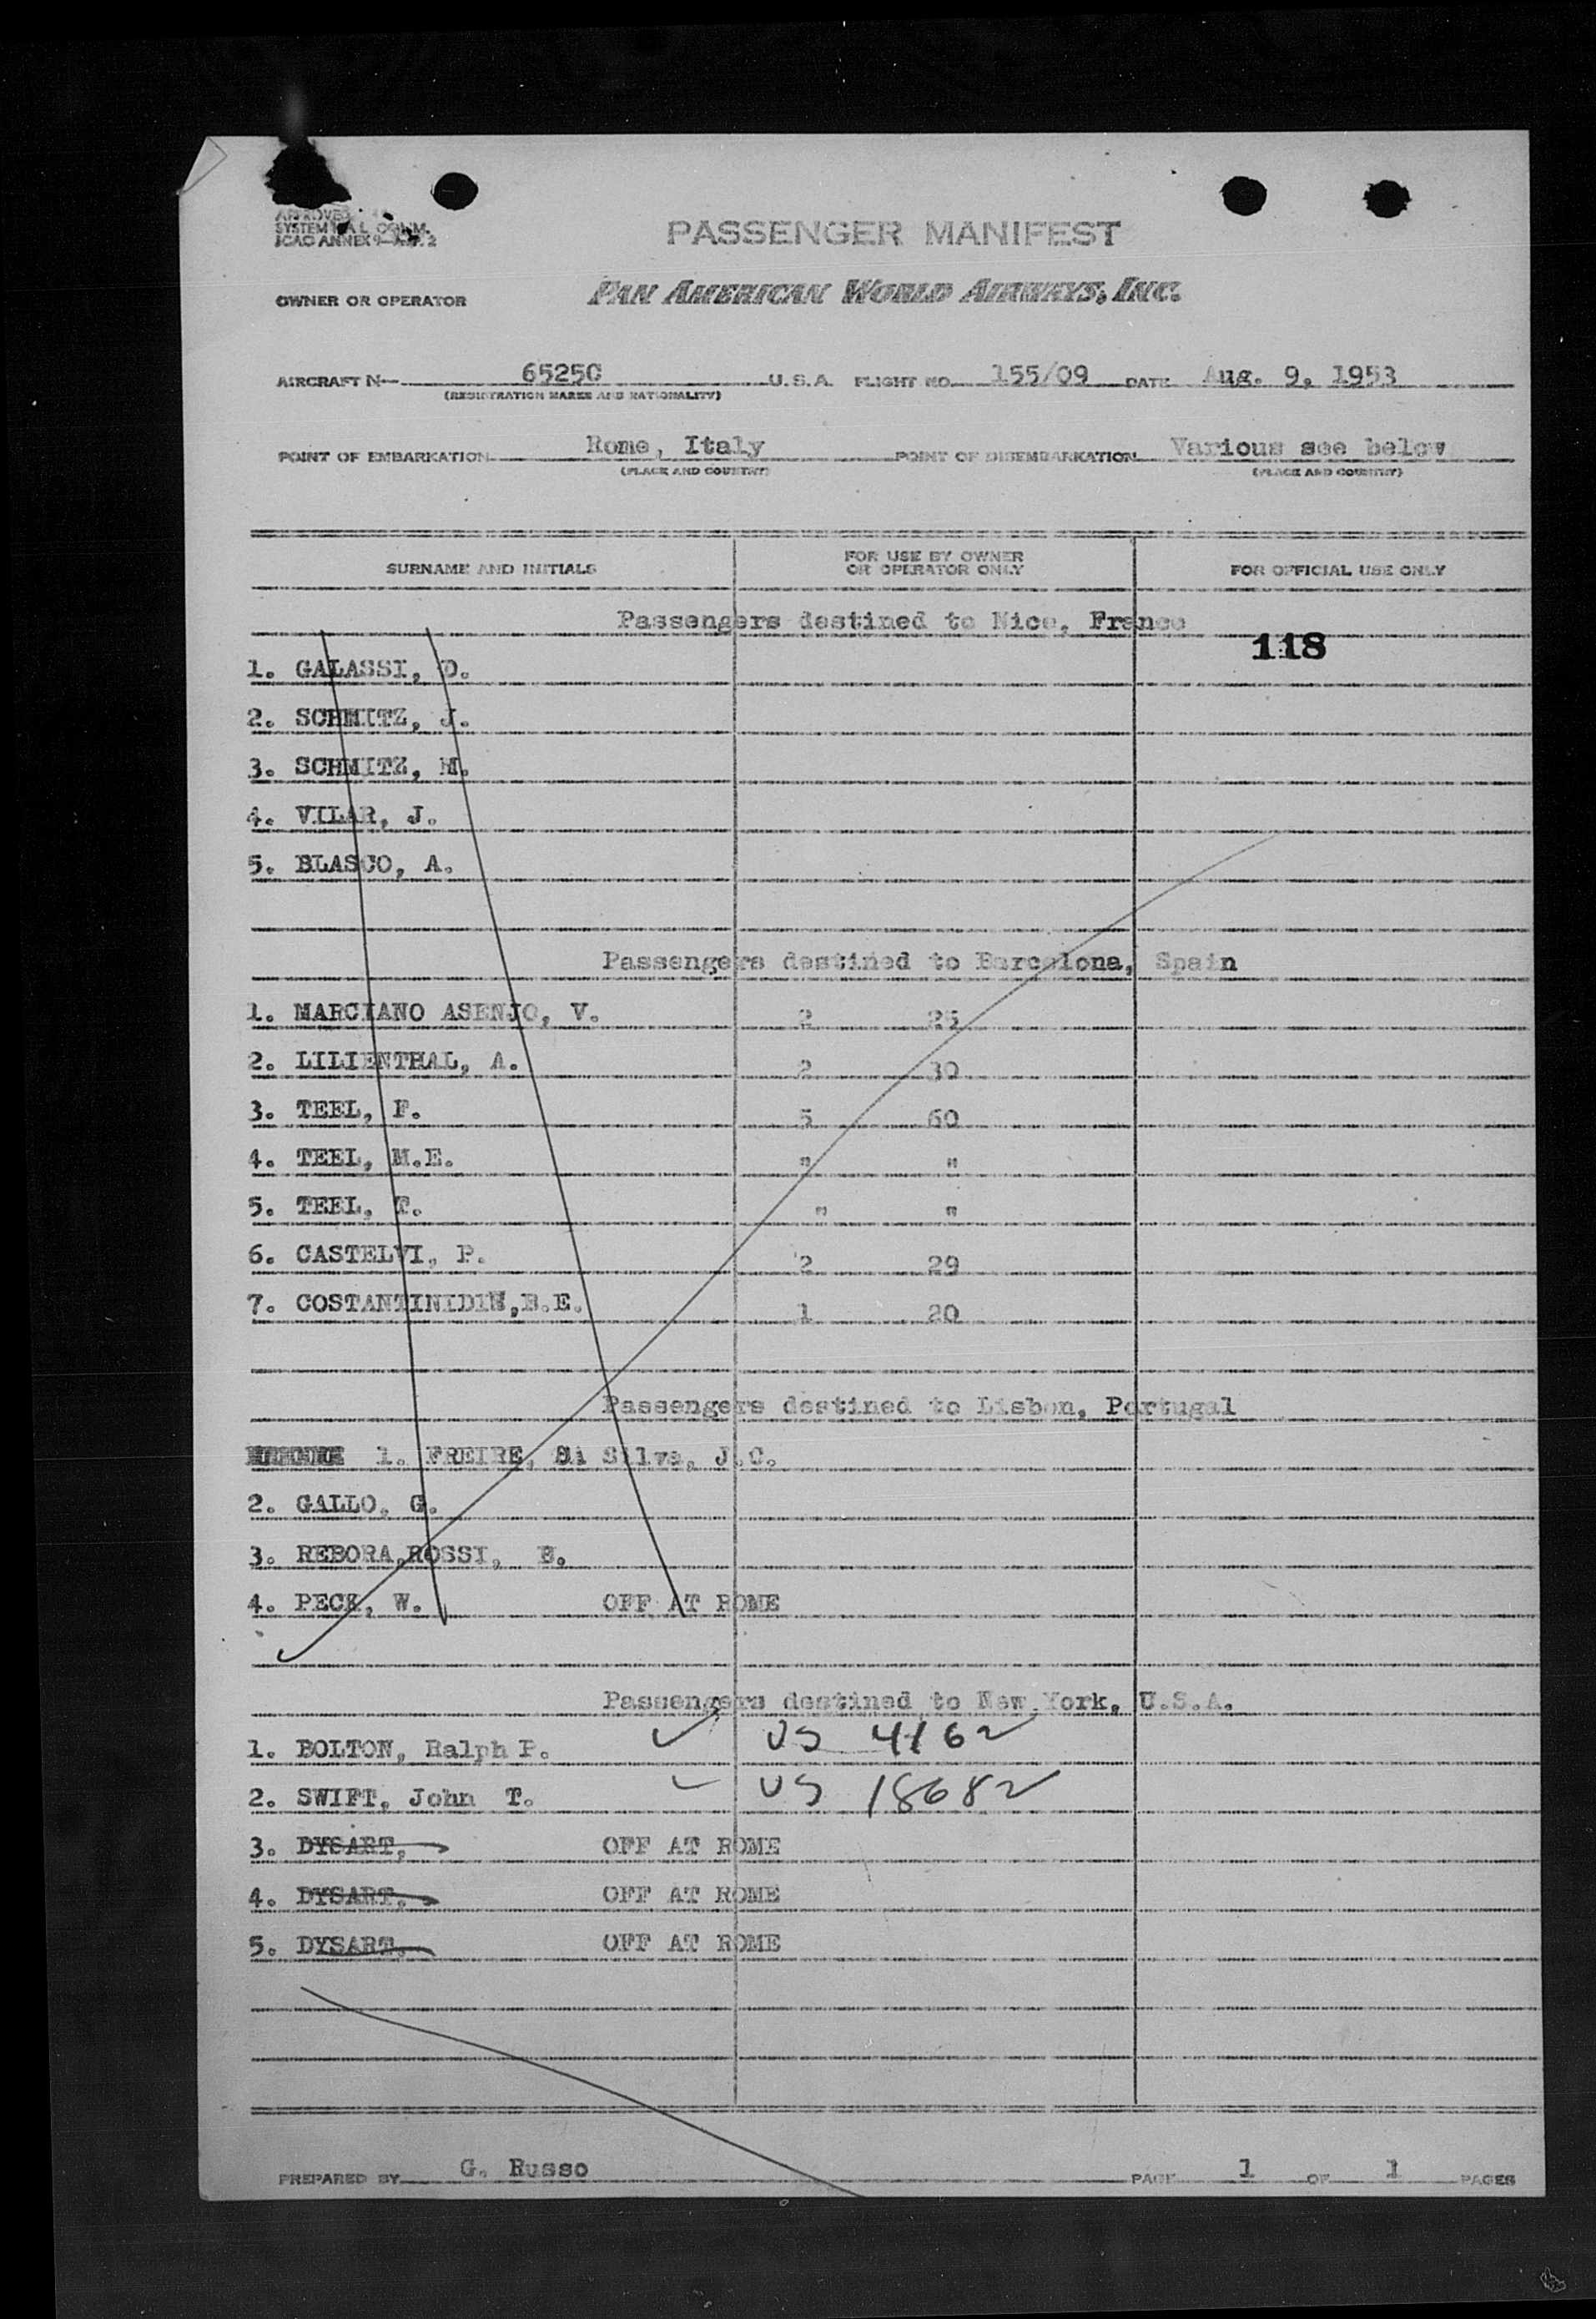 APPROVED
SYSTEM
ICAO ANNEX 9
PASSENGER MANIFEST
OWNER OR OPERATOR PAN AMERICAN WORLD AIRWAYS, INC.
AIRCRAFT N- 6525C U.S.A. FLIGHT NO. 155/09 DATE Aug. 9, 1953
(REGISTRATION MARKS AND NATIONALITY)
POINT OF EMBARKATION Rome, Italy POINT OF DISEMBARKATION Various see below
(PLACE AND COUNTRY) (PLACE AND COUNTRY)
SURNAME AND INITIALS FOR USE BY OWNER OR OPERATOR ONLY FOR OFFICIAL USE ONLY
Passengers destined to Nice, France
118
1. GALASSI, D.
2. SCHMITZ, J.
3. SCHMITZ, M.
4. VILAR, J.
5. BLASCO, A.
Passengers destined to Barcelona, Spain
1. MARCIANO ASENJO, V. 2 25
2. LILIENTHAL, A. 2 30
3. TEEL, F. 5 60
4. TEEL, M.E. " "
5. TEEL, T. " "
6. CASTELVI, P. 2 29
7. COSTANTINIDIN, E. 1 20
Passengers destined to Lisbon, Portugal
1. FREIRE, Silva, J.C.
2. GALLO, G.
3. REBORA,ROSSI, E.
4. PECK, W. OFF AT ROME
Passengers destined to New York, U.S.A.
1. BOLTON, Ralph P. ✓ US 4162
2. SWIFT, John T. ✓ US 18682
3. DYSART, OFF AT ROME
4. DYSART, OFF AT ROME
5. DYSART, OFF AT ROME
PREPARED BY G. Russo PAGE 1 OF 1 PAGES